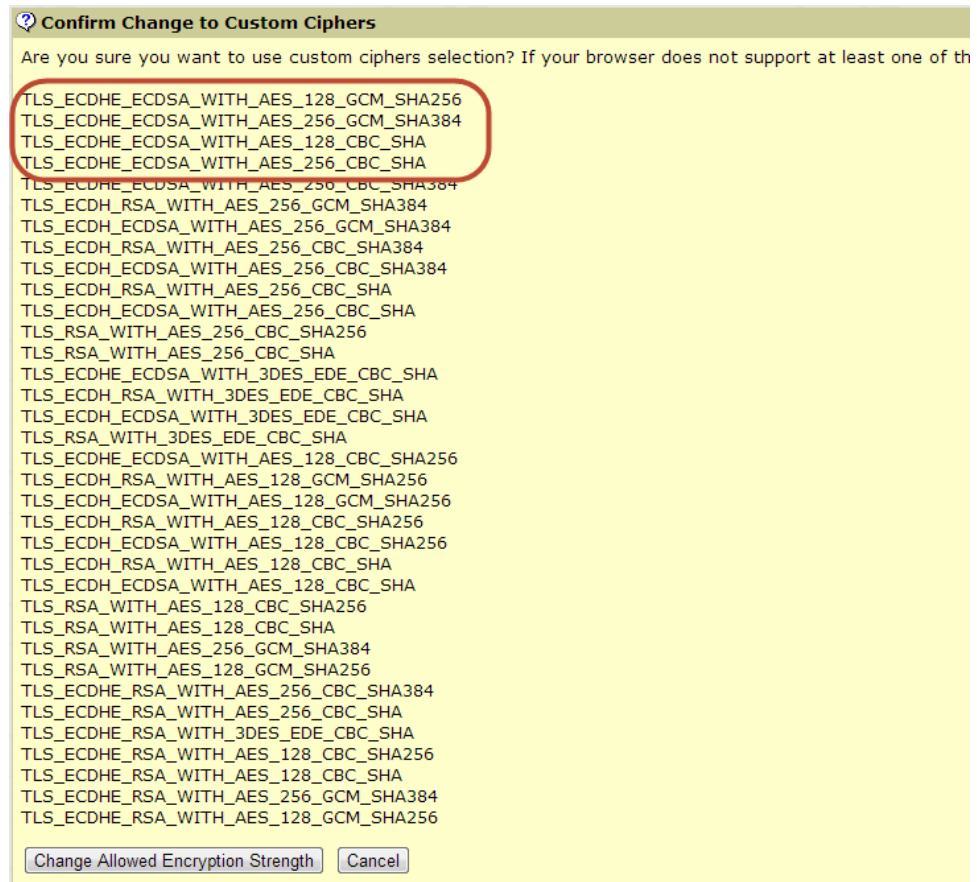 Confirm Change to Custom Ciphers
Are you sure you want to use custom ciphers selection? If your browser does not support at least one of th
TLS_ECDHE_ECDSA_WITH_AES_128_GCM_SHA256
TLS_ECDHE_ECDSA_WITH_AES_256_GCM_SHA384
TLS_ECDHE_ECDSA_WITH_AES_128_CBC_SHA
TLS_ECDHE_ECDSA_WITH_AES_256_CBC_SHA
TLS_ECDHE_ECDSA_WITH_AES_256_CBC_SHA384
TLS_ECDH_RSA_WITH_AES_256_GCM_SHA384
TLS_ECDH_ECDSA_WITH_AES_256_GCM_SHA384
TLS_ECDH_RSA_WITH_AES_256_CBC_SHA384
TLS_ECDH_ECDSA_WITH_AES_256_CBC_SHA384
TLS_ECDH_RSA_WITH_AES_256_CBC_SHA
TLS_ECDH_ECDSA_WITH_AES_256_CBC_SHA
TLS_RSA_WITH_AES_256_CBC_SHA256
TLS_RSA_WITH_AES_256_CBC_SHA
TLS_ECDHE_ECDSA_WITH_3DES_EDE_CBC_SHA
TLS_ECDH_RSA_WITH_3DES_EDE_CBC_SHA
TLS_ECDH_ECDSA_WITH_3DES_EDE_CBC_SHA
TLS_RSA_WITH_3DES_EDE_CBC_SHA
TLS_ECDHE_ECDSA_WITH_AES_128_CBC_SHA256
TLS_ECDH_RSA_WITH_AES_128_GCM_SHA256
TLS_ECDH_ECDSA_WITH_AES_128_GCM_SHA256
TLS_ECDH_RSA_WITH_AES_128_CBC_SHA256
TLS_ECDH_ECDSA_WITH_AES_128_CBC_SHA256
TLS_ECDH_RSA_WITH_AES_128_CBC_SHA
TLS_ECDH_ECDSA_WITH_AES_128_CBC_SHA
TLS_RSA_WITH_AES_128_CBC_SHA256
TLS_RSA_WITH_AES_128_CBC_SHA
TLS_RSA_WITH_AES_256_GCM_SHA384
TLS_RSA_WITH_AES_128_GCM_SHA256
TLS_ECDHE_RSA_WITH_AES_256_CBC_SHA384
TLS_ECDHE_RSA_WITH_AES_256_CBC_SHA
TLS_ECDHE_RSA_WITH_3DES_EDE_CBC_SHA
TLS_ECDHE_RSA_WITH_AES_128_CBC_SHA256
TLS_ECDHE_RSA_WITH_AES_128_CBC_SHA
TLS_ECDHE_RSA_WITH_AES_256_GCM_SHA384
TLS_ECDHE_RSA_WITH_AES_128_GCM_SHA256
Change Allowed Encryption Strength Cancel